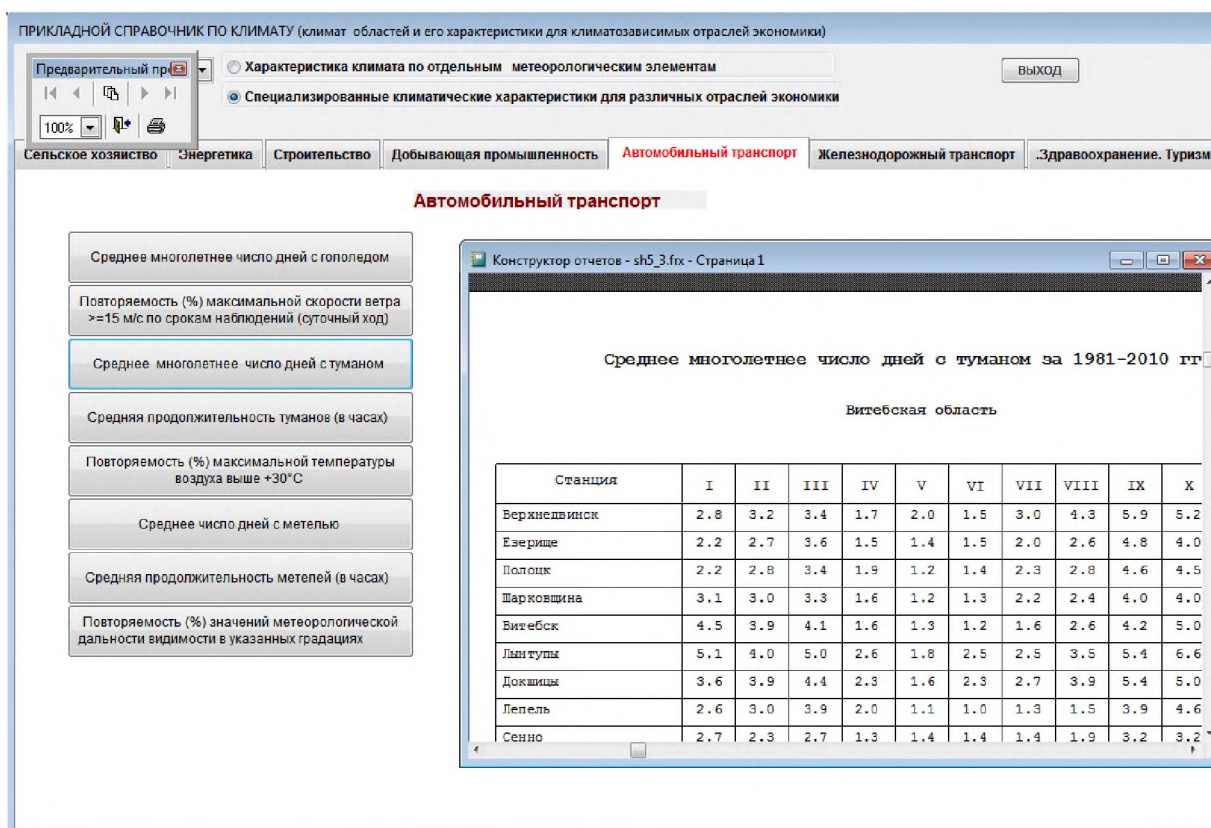 ПРИКЛАДНОЙ СПРАВОЧНИК ПО КЛИМАТУ (климат областей и его характеристики для климатозависимых отраслей экономики)
Предварительный пр
100%
Характеристика климата по отдельным метеорологическим элементам
Специализированные климатические характеристики для различных отраслей экономики
ВЫХОД
Сельское хозяйство Энергетика Строительство Добывающая промышленность Автомобильный транспорт Железнодорожный транспорт .Здравоохранение. Туризм
Автомобильный транспорт
Среднее многолетнее число дней с гололедом
Повторяемость (%) максимальной скорости ветра
>=15 м/с по срокам наблюдений (суточный ход)
Среднее многолетнее число дней с туманом
Средняя продолжительность туманов (в часах)
Повторяемость (%) максимальной температуры
воздуха выше +30°С
Среднее число дней с метелью
Средняя продолжительность метелей (в часах)
Повторяемость (%) значений метеорологической
дальности видимости в указанных градациях
Конструктор отчетов - sh5_3.frx - Страница 1
Среднее многолетнее число дней с туманом за 1981-2010 гг
Витебская область
Станция I II III IV V VI VII VIII IX X
Верхнедвинск 2.8 3.2 3.4 1.7 2.0 1.5 3.0 4.3 5.9 5.2
Езерище 2.2 2.7 3.6 1.5 1.4 1.5 2.0 2.6 4.8 4.0
Полоцк 2.2 2.8 3.4 1.9 1.2 1.4 2.3 2.8 4.6 4.5
Шарковщина 3.1 3.0 3.3 1.6 1.2 1.3 2.2 2.4 4.0 4.0
Витебск 4.5 3.9 4.1 1.6 1.3 1.2 1.6 2.6 4.2 5.0
Лынтупы 5.1 4.0 5.0 2.6 1.8 2.5 2.5 3.5 5.4 6.6
Докшицы 3.6 3.9 4.4 2.3 1.6 2.3 2.7 3.9 5.4 5.0
Лепель 2.6 3.0 3.9 2.0 1.1 1.0 1.3 1.5 3.9 4.6
Сенно 2.7 2.3 2.7 1.3 1.4 1.4 1.4 1.9 3.2 3.2